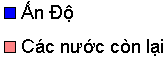 Ấn Độ
Các nước còn lại